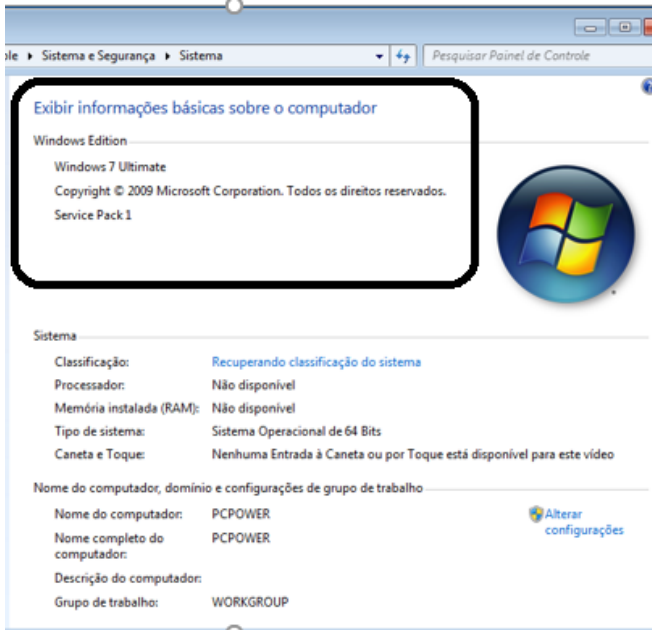 ole ▸ Sistema e Segurança ▸ Sistema
Pesquisar Painel de Controle
Exibir informações básicas sobre o computador
Windows Edition
Windows 7 Ultimate
Copyright © 2009 Microsoft Corporation. Todos os direitos reservados.
Service Pack 1
Sistema
Classificação: Recuperando classificação do sistema
Processador: Não disponível
Memória instalada (RAM): Não disponível
Tipo de sistema: Sistema Operacional de 64 Bits
Caneta e Toque: Nenhuma Entrada à Caneta ou por Toque está disponível para este vídeo
Nome do computador, domínio e configurações de grupo de trabalho
Nome do computador: PCPOWER
Alterar
configurações
Nome completo do
computador: PCPOWER
Descrição do computador:
Grupo de trabalho: WORKGROUP